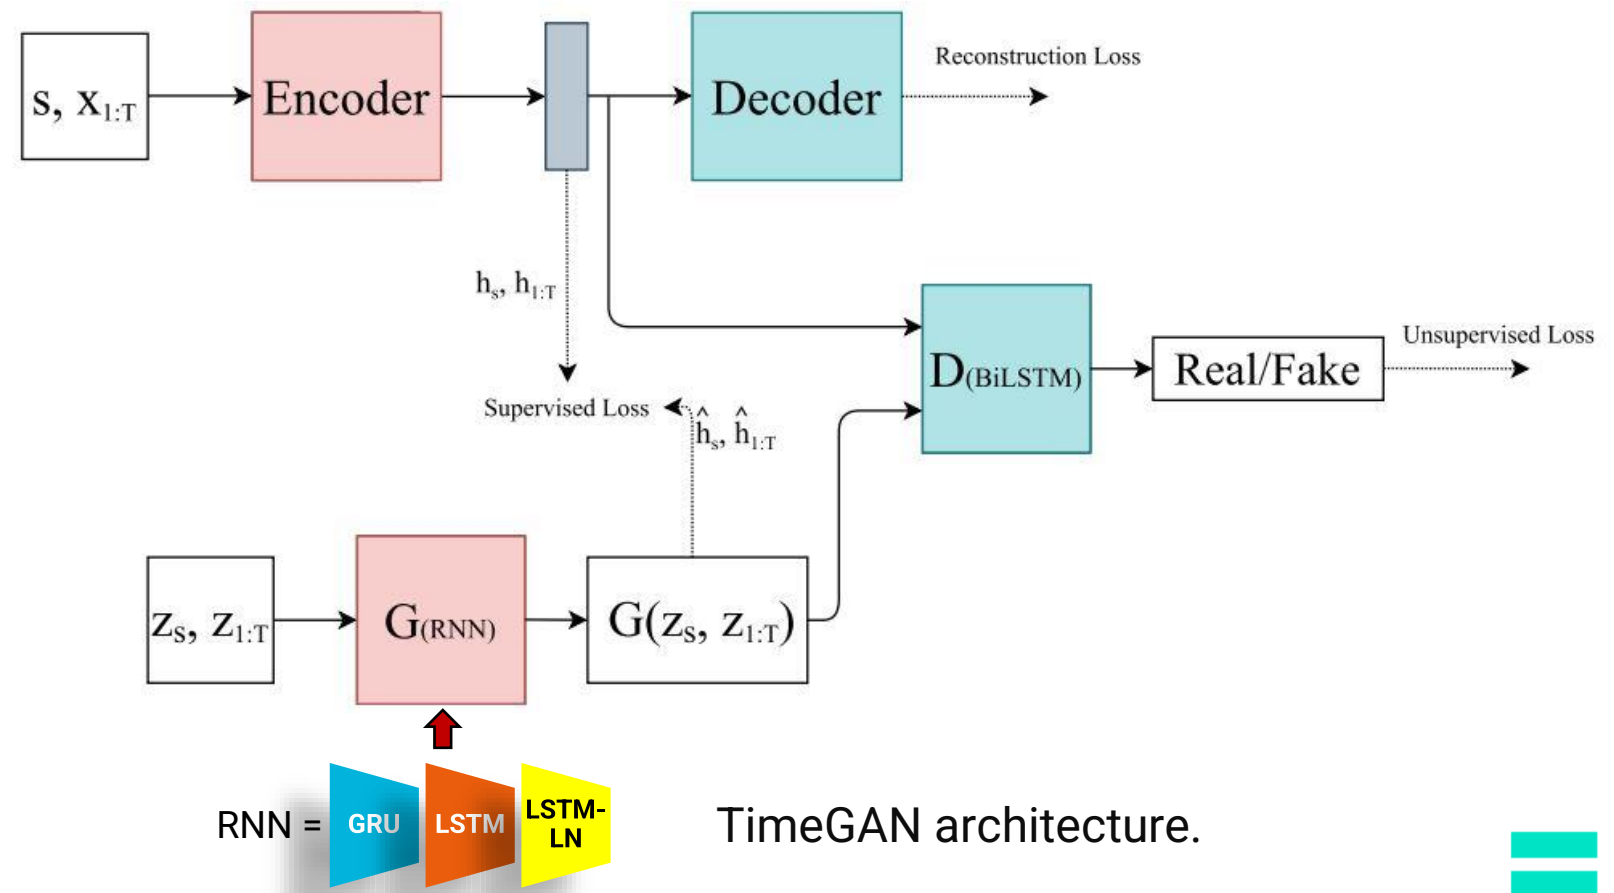 s, x1:T
Encoder
Decoder
Reconstruction Loss
hs, h1:T
Supervised Loss
ĥs, ĥ1:T
D(BiLSTM)
Real/Fake
Unsupervised Loss
zs, z1:T
G(RNN)
G(zs, z1:T)
RNN =
GRU
LSTM
LSTM-
LN
TimeGAN architecture.